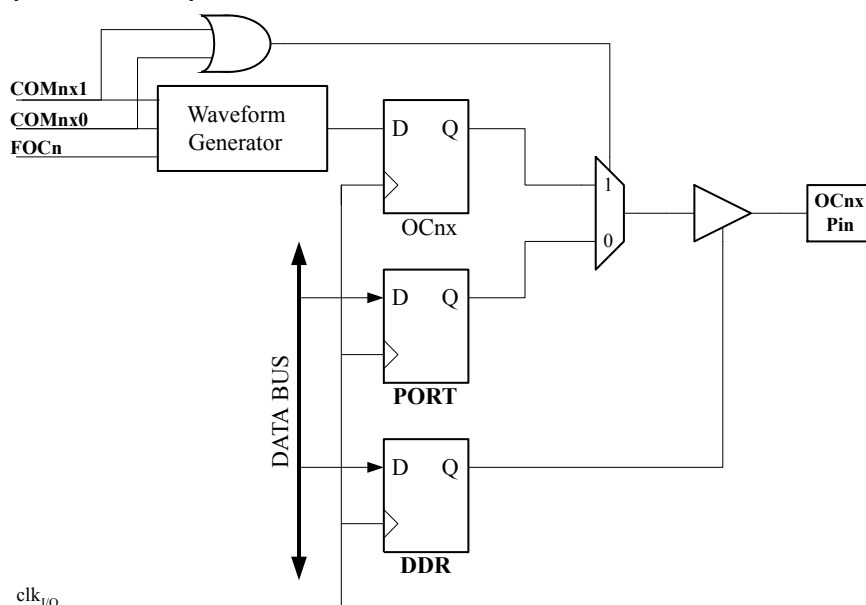 COMnx1
COMnx0
FOCn
Waveform
Generator
D Q
OCnx
1
0
OCnx
Pin
D Q
PORT
D Q
DDR
DATA BUS
clkI/O